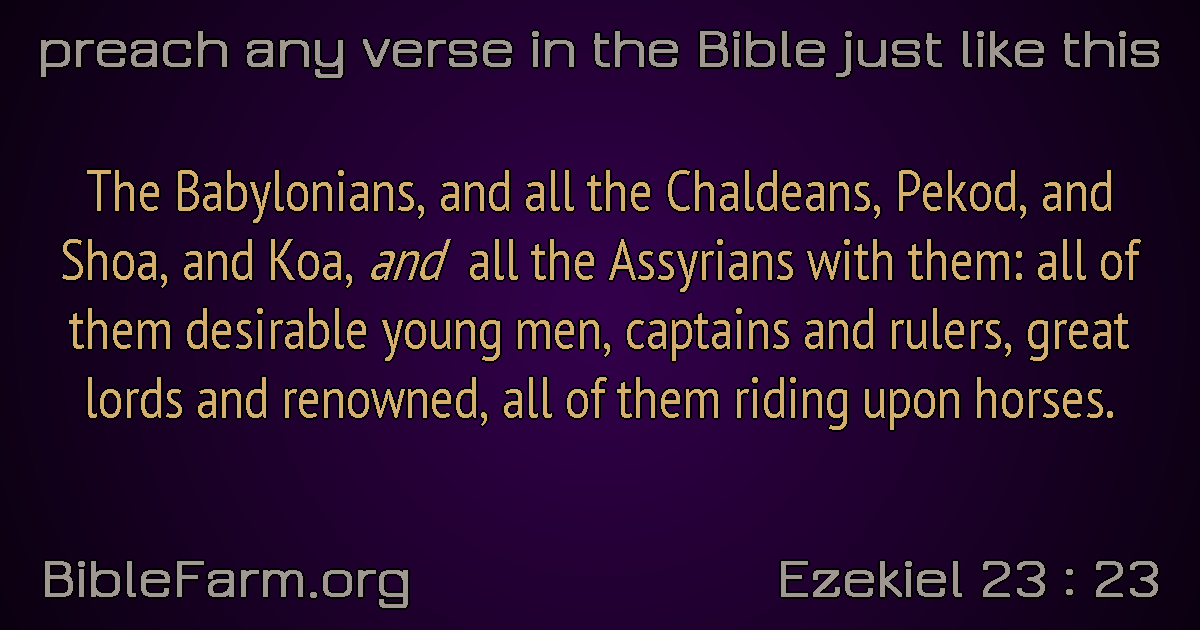 preach any verse in the Bible just like this
The Babylonians, and all the Chaldeans, Pekod, and
Shoa, and Koa, and all the Assyrians with them: all of
them desirable young men, captains and rulers, great
lords and renowned, all of them riding upon horses.
BibleFarm.org
Ezekiel 23 : 23